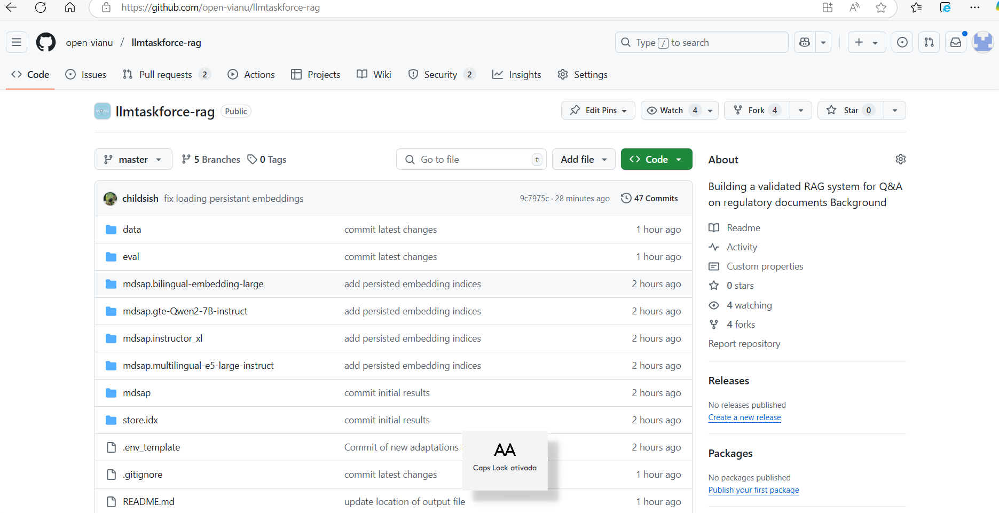 https://github.com/open-vianu/llmtaskforce-rag
open-vianu / llmtaskforce-rag
Type / to search
Code Issues Pull requests 2 Actions Projects Wiki Security 2 Insights Settings
vianu
llmtaskforce-rag Public
Edit Pins Watch 4 Fork 4 Star 0
master 5 Branches 0 Tags Go to file t Add file Code
childsish fix loading persistant embeddings 9c7975c · 28 minutes ago 47 Commits
data commit latest changes 1 hour ago
eval commit latest changes 1 hour ago
mdsap.bilingual-embedding-large add persisted embedding indices 2 hours ago
mdsap.gte-Qwen2-7B-instruct add persisted embedding indices 2 hours ago
mdsap.instructor_xl add persisted embedding indices 2 hours ago
mdsap.multilingual-e5-large-instruct add persisted embedding indices 2 hours ago
mdsap commit initial results 2 hours ago
store.idx commit initial results 2 hours ago
.env_template Commit of new adaptations 2 hours ago
.gitignore commit latest changes 1 hour ago
README.md update location of output file 1 hour ago
AA
Caps Lock ativada
About
Building a validated RAG system for Q&A
on regulatory documents Background
Readme
Activity
Custom properties
0 stars
4 watching
4 forks
Report repository
Releases
No releases published
Create a new release
Packages
No packages published
Publish your first package